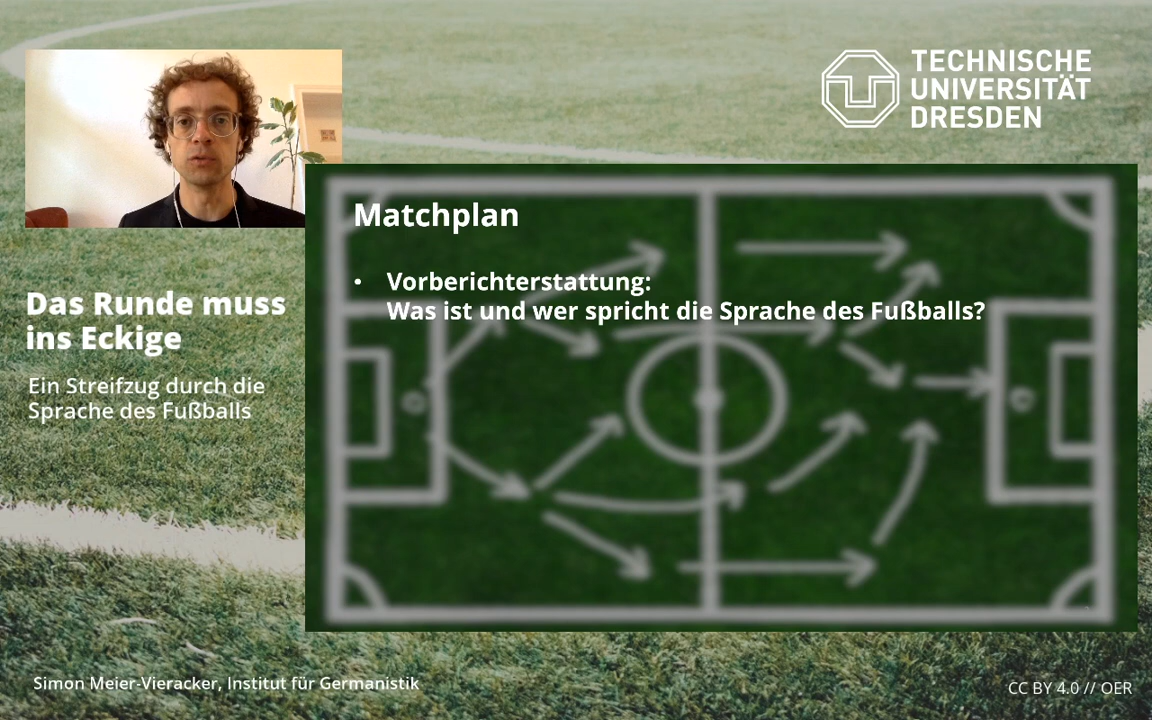 TECHNISCHE
UNIVERSITÄT
DRESDEN
Matchplan
• Vorberichterstattung:
Was ist und wer spricht die Sprache des Fußballs?
Das Runde muss
ins Eckige
Ein Streifzug durch die
Sprache des Fußballs
Simon Meier-Vieracker, Institut für Germanistik
CC BY 4.0 // OER